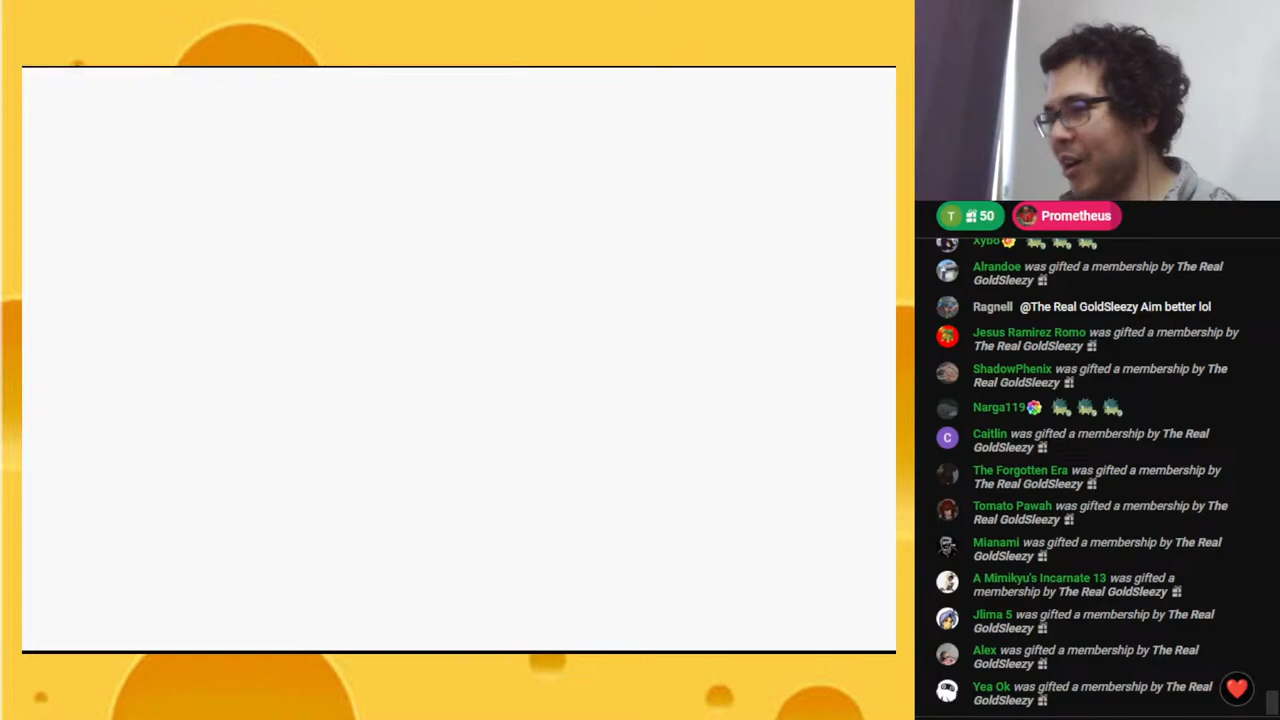 T 50 Prometheus
Xybo
Alrandoe was gifted a membership by The Real
GoldSleezy
Ragnell @The Real GoldSleezy Aim better lol
Jesus Ramirez Romo was gifted a membership by
The Real GoldSleezy
ShadowPhenix was gifted a membership by The
Real GoldSleezy
Narga119
C Caitlin was gifted a membership by The Real
GoldSleezy
The Forgotten Era was gifted a membership by
The Real GoldSleezy
Tomato Pawah was gifted a membership by The
Real GoldSleezy
Mianami was gifted a membership by The Real
GoldSleezy
A Mimikyu's Incarnate 13 was gifted a
membership by The Real GoldSleezy
Jlima 5 was gifted a membership by The Real
GoldSleezy
Alex was gifted a membership by The Real
GoldSleezy
Yea Ok was gifted a membership by The Real
GoldSleezy